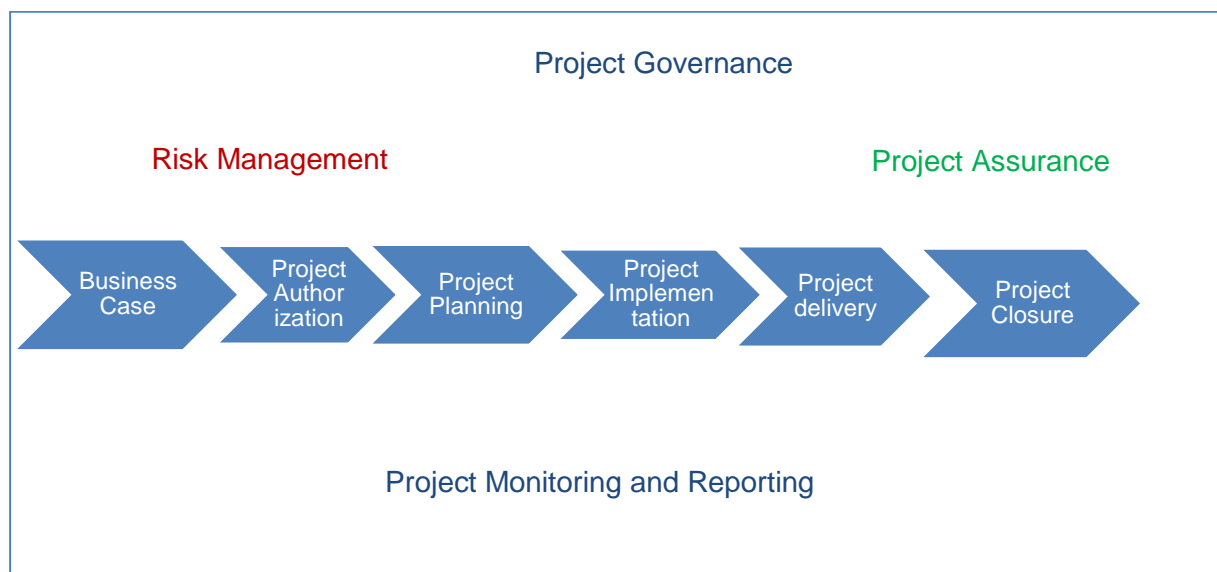 Project Governance
Risk Management
Project Assurance
Business
Case
Project
Author
ization
Project
Planning
Project
Implemen
tation
Project
delivery
Project
Closure
Project Monitoring and Reporting